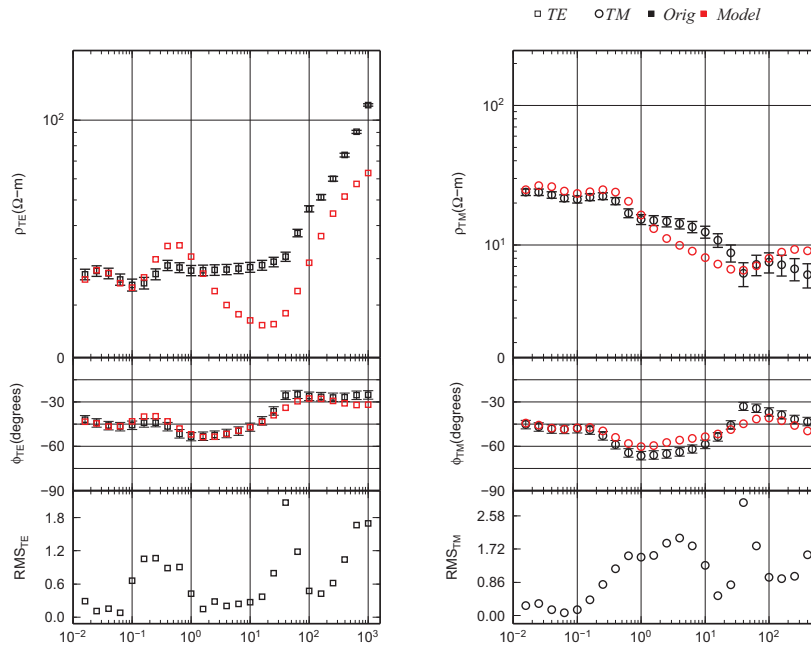 TE TM Orig Model
10²
ρTE(Ω−m)
0
−30
−60
−90
ϕTE(degrees)
1.8
1.2
0.6
0.0
RMSTE
10⁻² 10⁻¹ 10⁰ 10¹ 10² 10³
10²
10¹
ρTM(Ω−m)
0
−30
−60
−90
ϕTM(degrees)
2.58
1.72
0.86
0.00
RMSTM
10⁻² 10⁻¹ 10⁰ 10¹ 10²